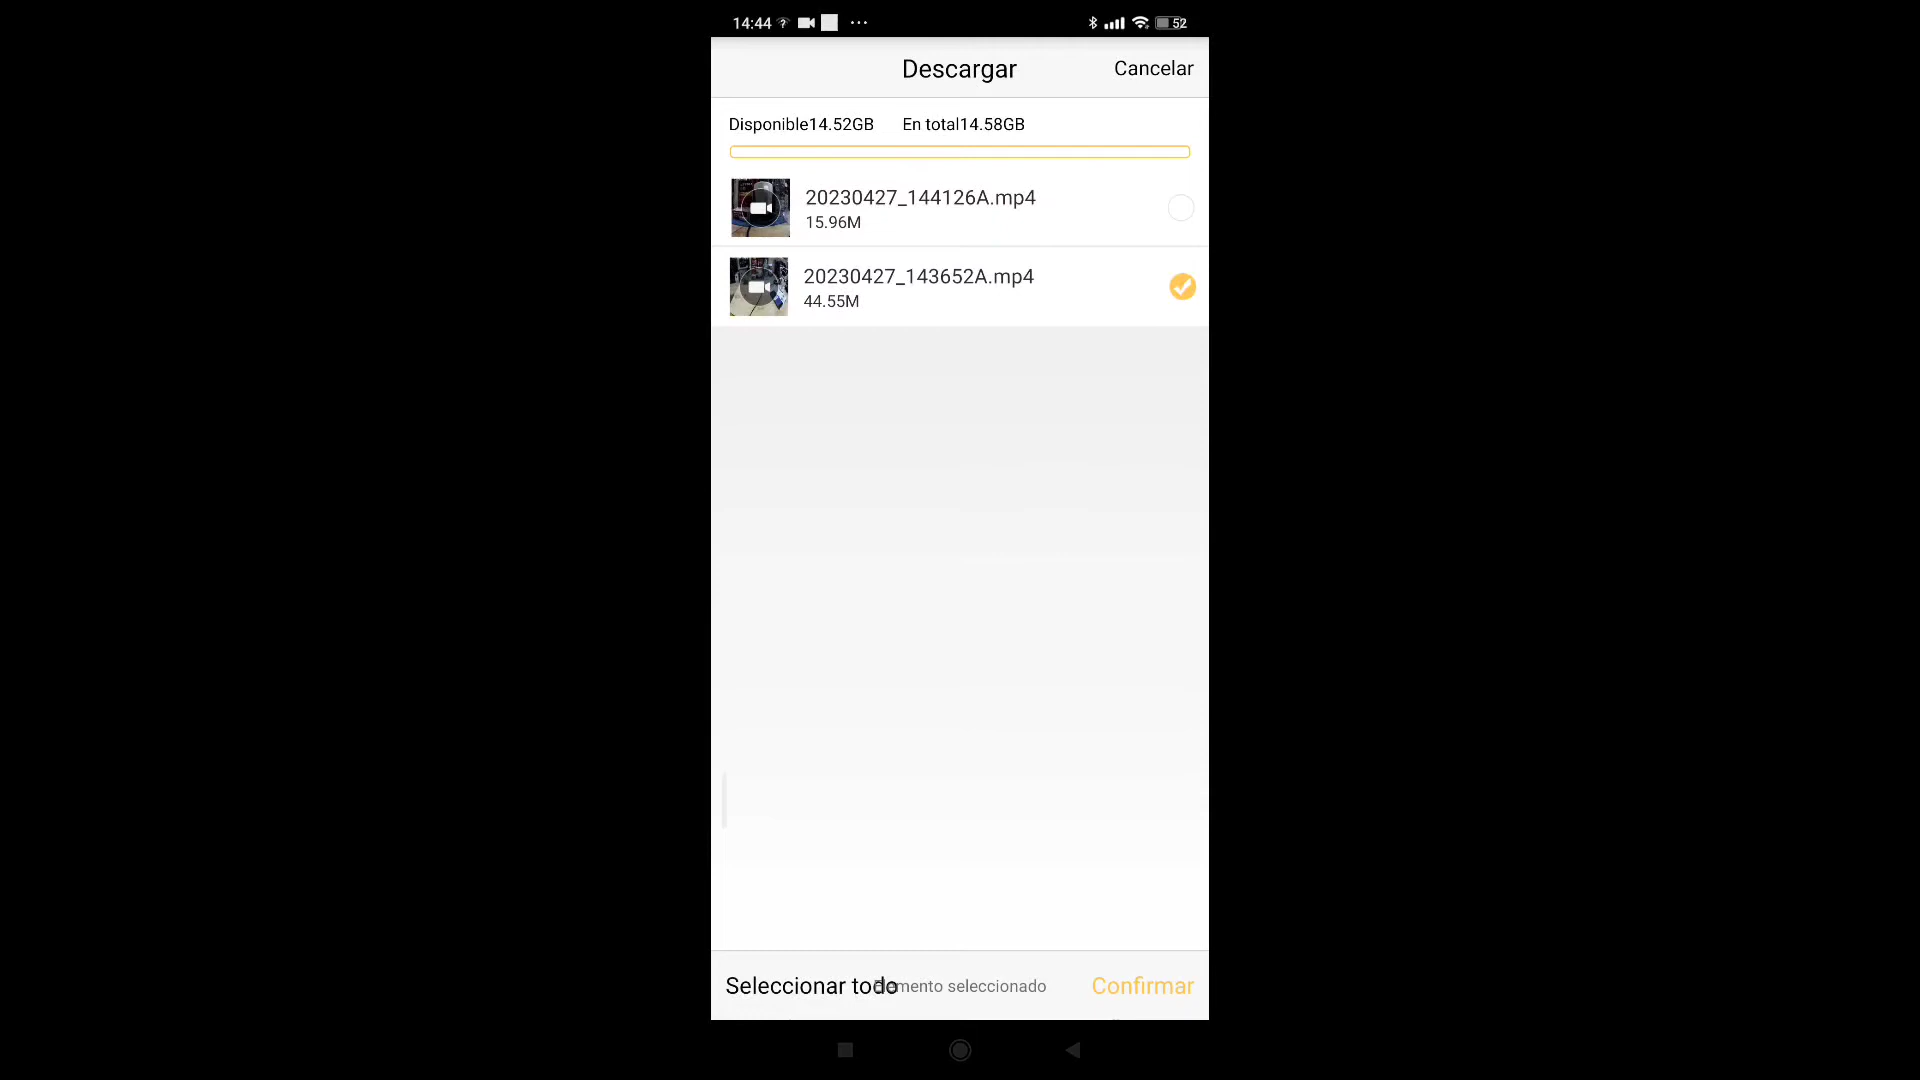 14:44 52
Descargar Cancelar
Disponible14.52GB En total14.58GB
20230427_144126A.mp4
15.96M
20230427_143652A.mp4
44.55M
Seleccionar todo Elemento seleccionado Confirmar